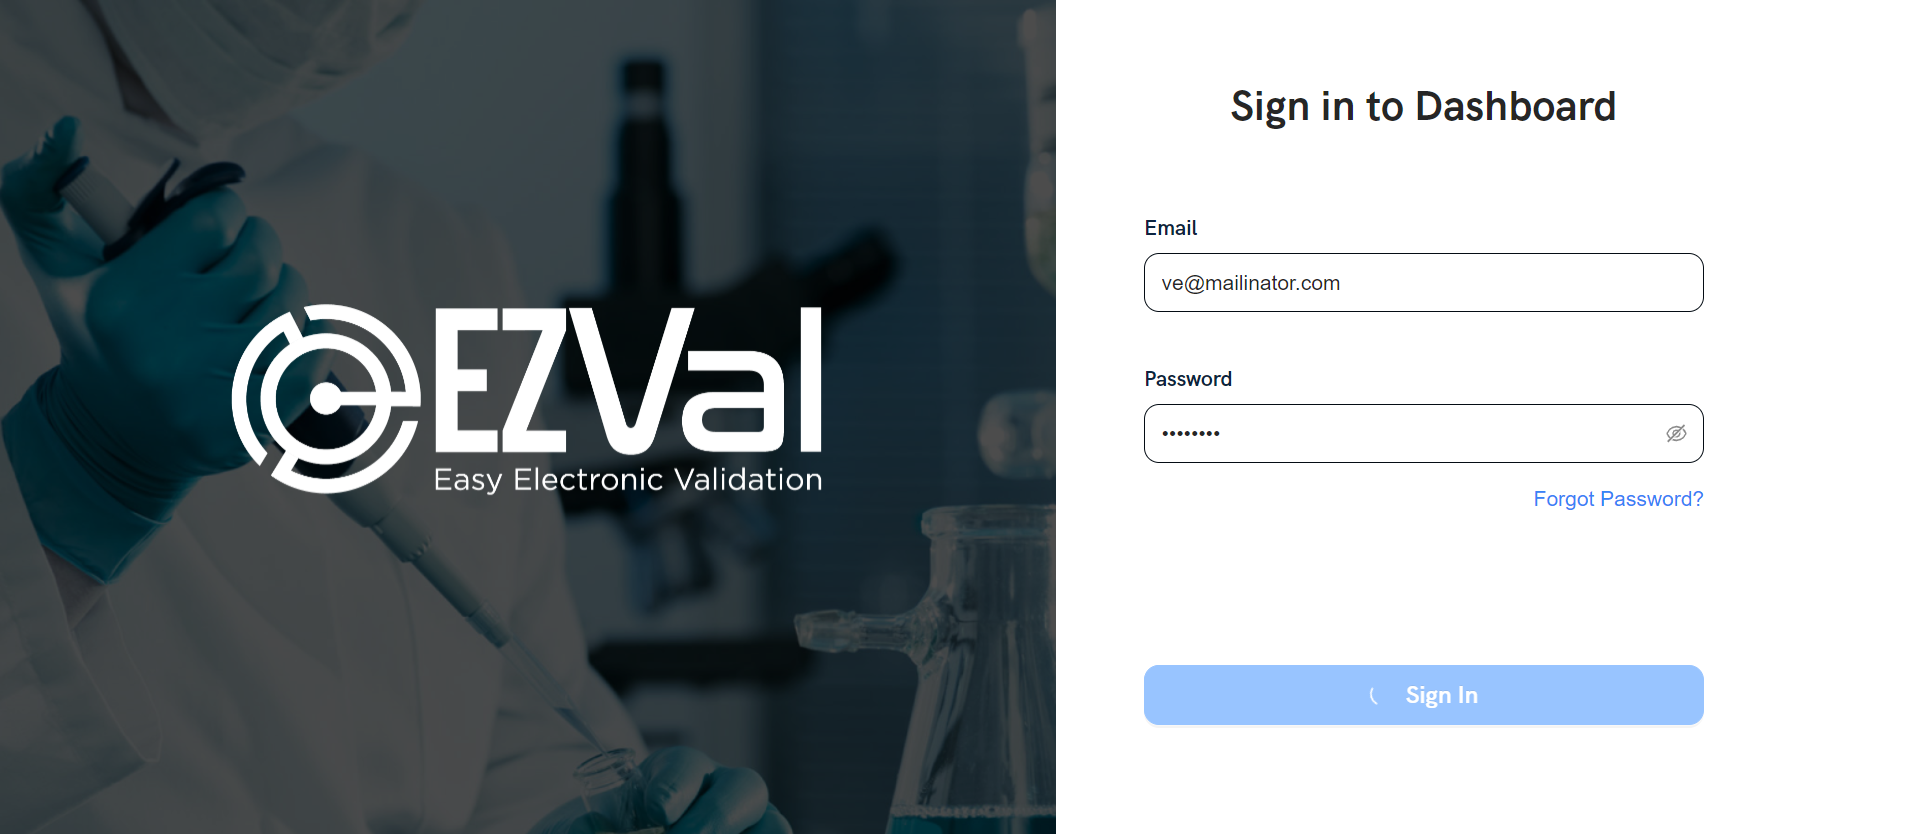 EZVal
Easy Electronic Validation
Sign in to Dashboard
Email
ve@mailinator.com
Password
••••••••
Forgot Password?
Sign In